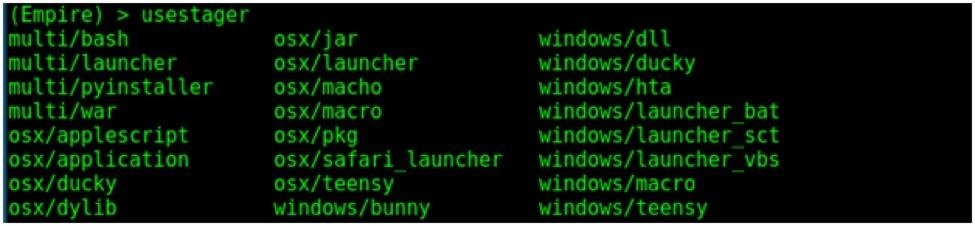 (Empire) > usestager
multi/bash osx/jar windows/dll
multi/launcher osx/launcher windows/ducky
multi/pyinstaller osx/macho windows/hta
multi/war osx/macro windows/launcher_bat
osx/applescript osx/pkg windows/launcher_sct
osx/application osx/safari_launcher windows/launcher_vbs
osx/ducky osx/teensy windows/macro
osx/dylib windows/bunny windows/teensy